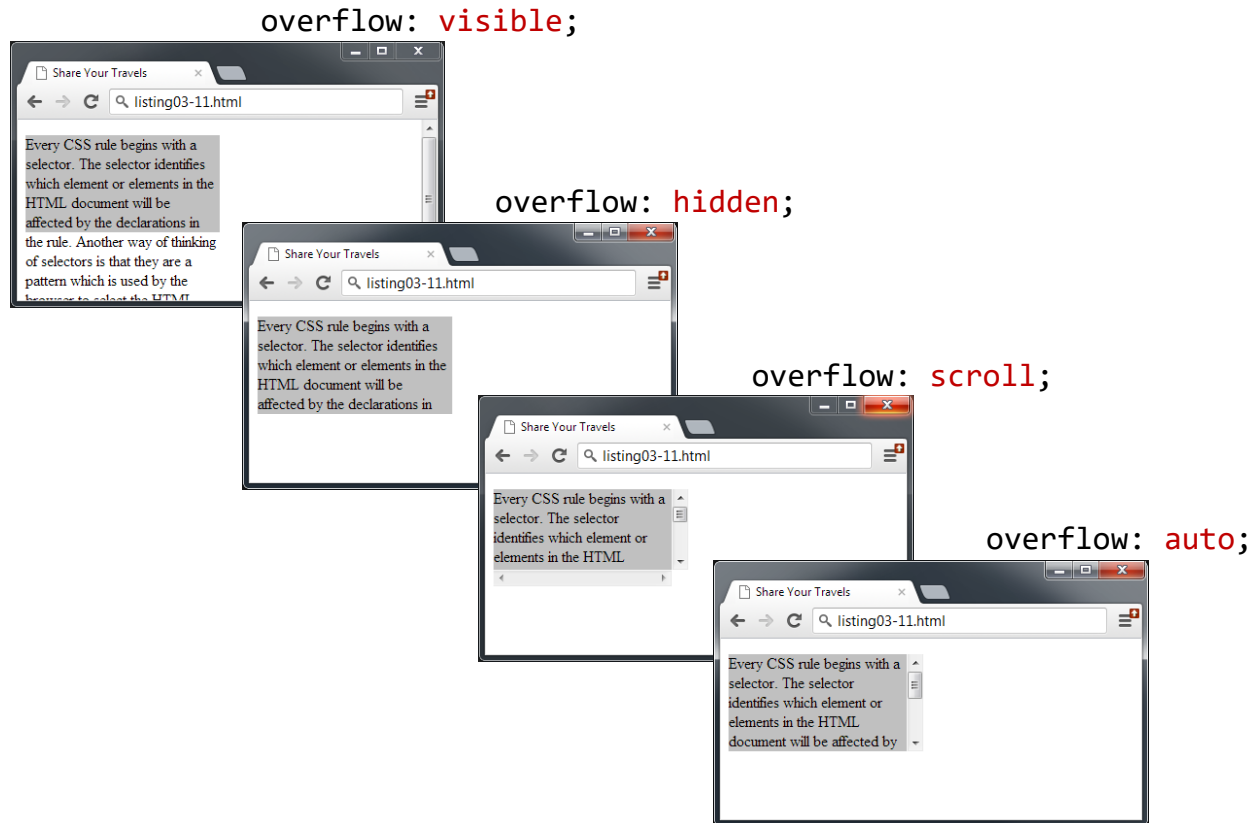 overflow: visible;
Share Your Travels
listing03-11.html
Every CSS rule begins with a
selector. The selector identifies
which element or elements in the
HTML document will be
affected by the declarations in
the rule. Another way of thinking
of selectors is that they are a
pattern which is used by the
browser to select the HTML
overflow: hidden;
Share Your Travels
listing03-11.html
Every CSS rule begins with a
selector. The selector identifies
which element or elements in the
HTML document will be
affected by the declarations in
overflow: scroll;
Share Your Travels
listing03-11.html
Every CSS rule begins with a
selector. The selector
identifies which element or
elements in the HTML
overflow: auto;
Share Your Travels
listing03-11.html
Every CSS rule begins with a
selector. The selector
identifies which element or
elements in the HTML
document will be affected by